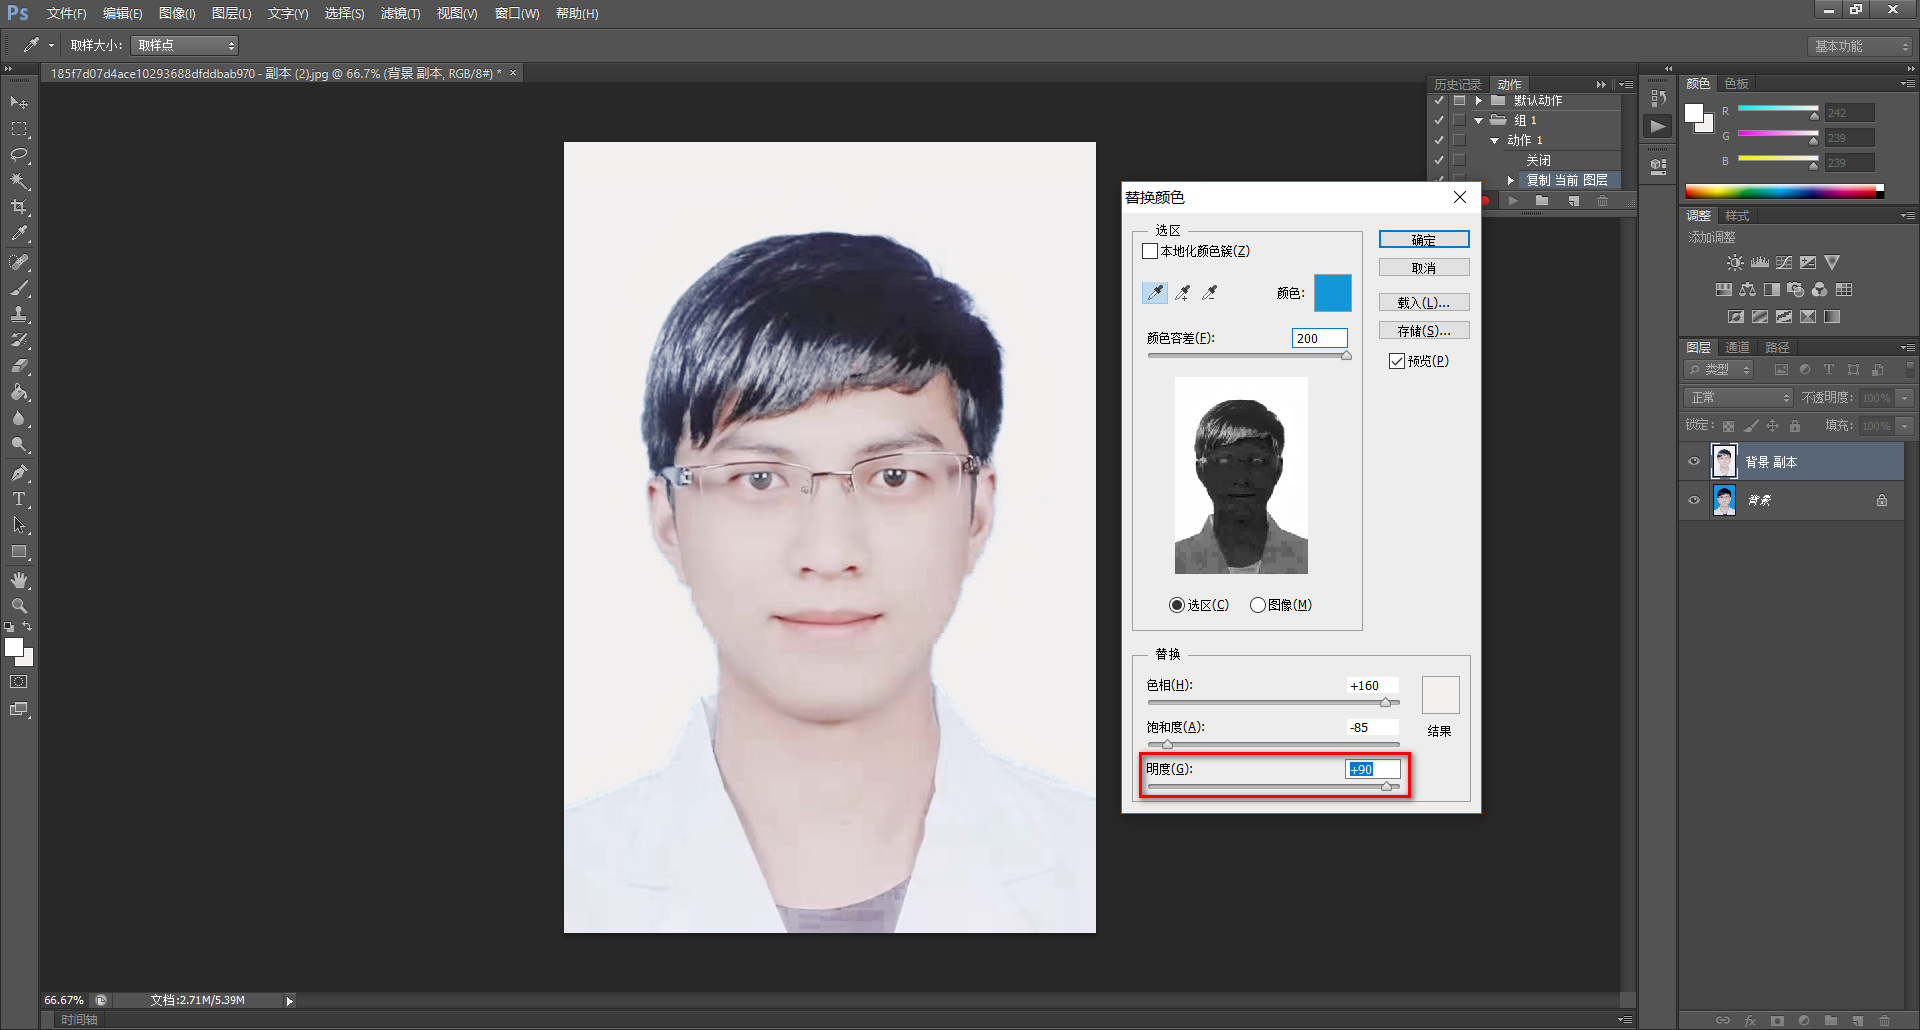 Ps 文件(F) 编辑(E) 图像(I) 图层(L) 文字(Y) 选择(S) 滤镜(T) 视图(V) 窗口(W) 帮助(H)
取样大小: 取样点 基本功能
185f7d07d4ace10293688dfddbab970 - 副本 (2).jpg @ 66.7% (背景 副本, RGB/8#) * ×
历史记录 动作
默认动作
组 1
动作 1
关闭
复制 当前 图层
颜色 色板
R 242
G 239
B 239
调整 样式
添加调整
图层 通道 路径
类型 T
正常 不透明度: 100%
锁定: 填充: 100%
背景 副本
背景
fx
替换颜色
选区
本地化颜色簇(Z)
颜色:
颜色容差(F): 200
选区(C) 图像(M)
确定
取消
载入(L)...
存储(S)...
预览(P)
替换
色相(H): +160
饱和度(A): -85
结果
明度(G): +90
T
66.67% 文档:2.71M/5.39M
时间轴